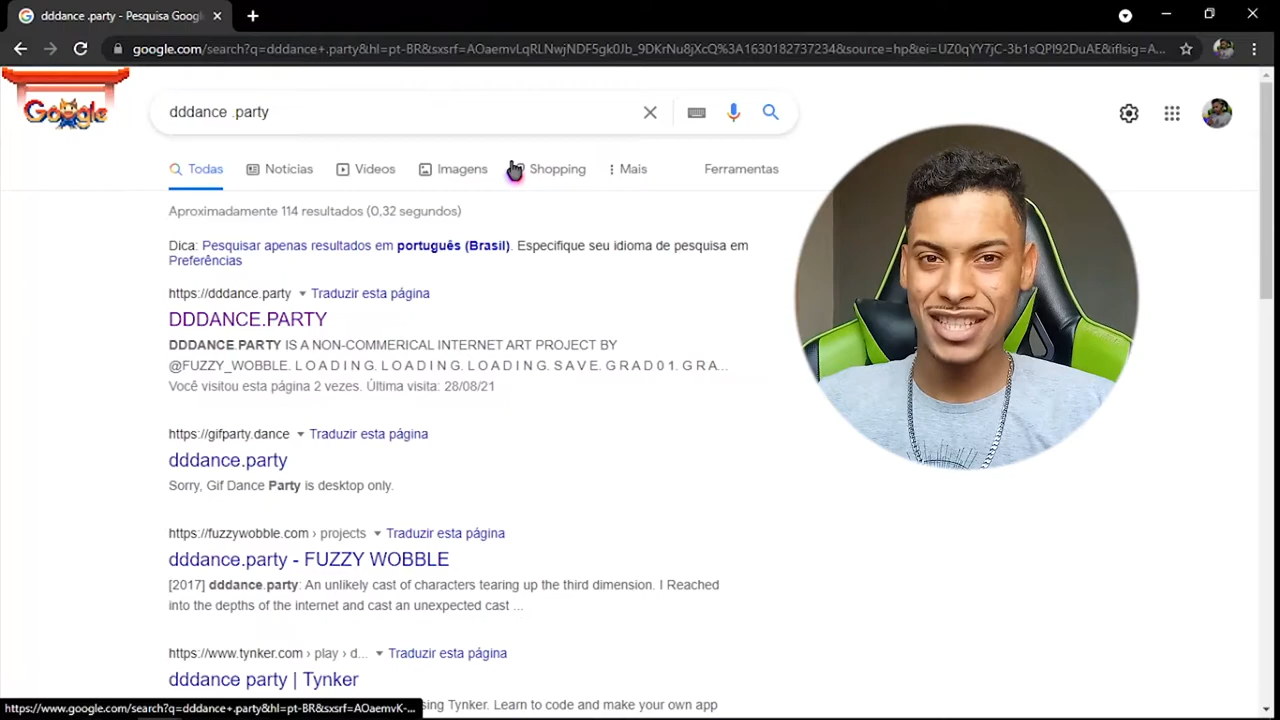 dddance .party - Pesquisa Googl
google.com/search?q=dddance+.party&hl=pt-BR&sxsrf=AOaemvLqRLNwjNDF5gk0Jb_9DKrNu8jXcQ%3A1630182737234&source=hp&ei=UZ0qYY7jC-3b1sQPI92DuAE&iflsig=A...
Google
dddance .party
Todas Notícias Vídeos Imagens Shopping Mais Ferramentas
Aproximadamente 114 resultados (0,32 segundos)
Dica: Pesquisar apenas resultados em português (Brasil). Especifique seu idioma de pesquisa em
Preferências
https://dddance.party Traduzir esta página
DDDANCE.PARTY
DDDANCE PARTY IS A NON-COMMERICAL INTERNET ART PROJECT BY
@FUZZY_WOBBLE. L O A D I N G. L O A D I N G. L O A D I N G. S A V E. G R A D 0 1. G R A...
Você visitou esta página 2 vezes. Última visita: 28/08/21
https://gifparty.dance Traduzir esta página
dddance.party
Sorry, Gif Dance Party is desktop only.
https://fuzzywobble.com › projects Traduzir esta página
dddance.party - FUZZY WOBBLE
[2017] dddance.party: An unlikely cast of characters tearing up the third dimension. I Reached
into the depths of the internet and cast an unexpected cast ...
https://www.tynker.com › play › d... Traduzir esta página
dddance party | Tynker
sing Tynker. Learn to code and make your own app
https://www.google.com/search?q=dddance+.party&hl=pt-BR&sxsrf=AOaemvK-...